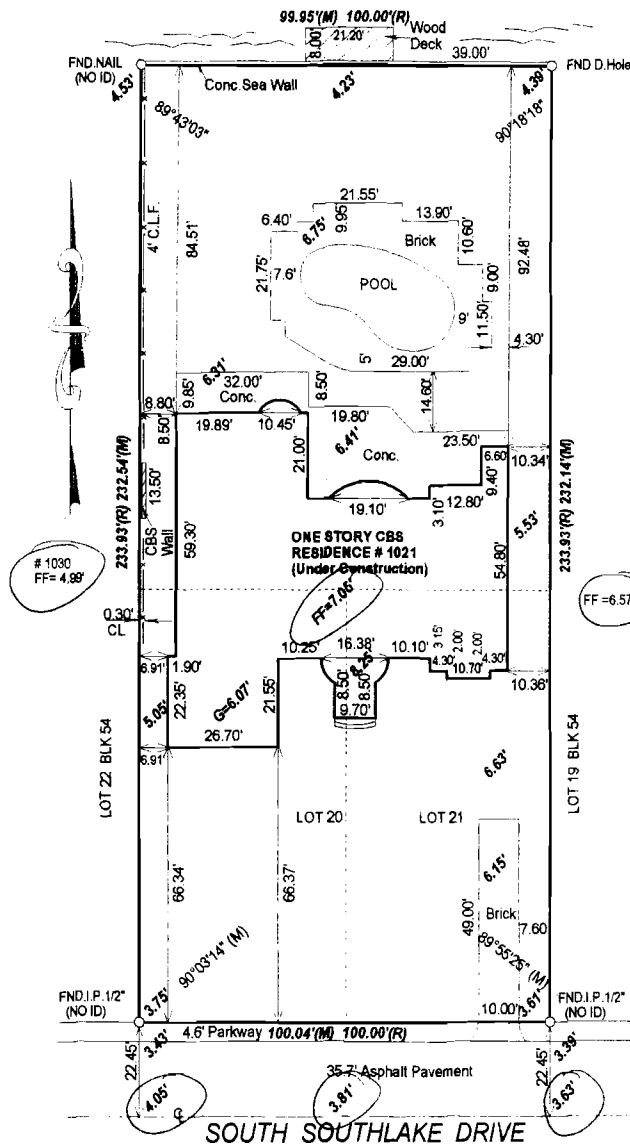 99.95'(M) 100.00'(R)
Wood
Deck
8.00'
21.20'
39.00'
FND.NAIL
(NO ID)
FND D.Hole
Conc.Sea Wall
4.53'
4.23'
4.39'
89°43'03"
90°18'18"
4' C.L.F.
84.51'
92.48'
21.55'
6.40'
6.75'
9.95'
13.90'
Brick
10.60'
21.75'
7.6'
POOL
9.00'
9'
11.50'
4.30'
5'
29.00'
6.31'
32.00'
Conc.
8.50'
14.60'
9.85'
8.80'
19.89'
10.45'
19.80'
23.50'
8.50'
6.41'
Conc.
21.00'
6.60'
10.34'
9.40'
13.50'
19.10'
3.10'
12.80'
5.53'
233.93'(R) 232.54'(M)
233.93'(R) 232.14'(M)
CBS
Wall
59.30'
54.80'
ONE STORY CBS
RESIDENCE # 1021
(Under Construction)
# 1030
FF= 4.99'
FF=7.06'
FF =6.57
0.30'
CL
10.25'
16.38'
10.10'
3.15'
2.00'
2.00'
4.30'
10.70'
4.30'
6.91'
1.90'
8.25'
10.36'
5.05'
22.35'
G=6.07'
21.55'
8.50'
8.50'
9.70'
26.70'
6.91'
6.63'
LOT 22 BLK 54
LOT 19 BLK 54
LOT 20
LOT 21
6.15'
66.34'
66.37'
49.00'
Brick
7.60
90°03'14" (M)
89°55'25" (M)
FND.I.P.1/2"
(NO ID)
3.75'
10.00'
3.61'
FND.I.P.1/2"
(NO ID)
4.6' Parkway 100.04'(M) 100.00'(R)
22.45'
3.43'
22.45'
3.39'
35.7' Asphalt Pavement
4.05'
3.81'
3.63'
SOUTH SOUTHLAKE DRIVE